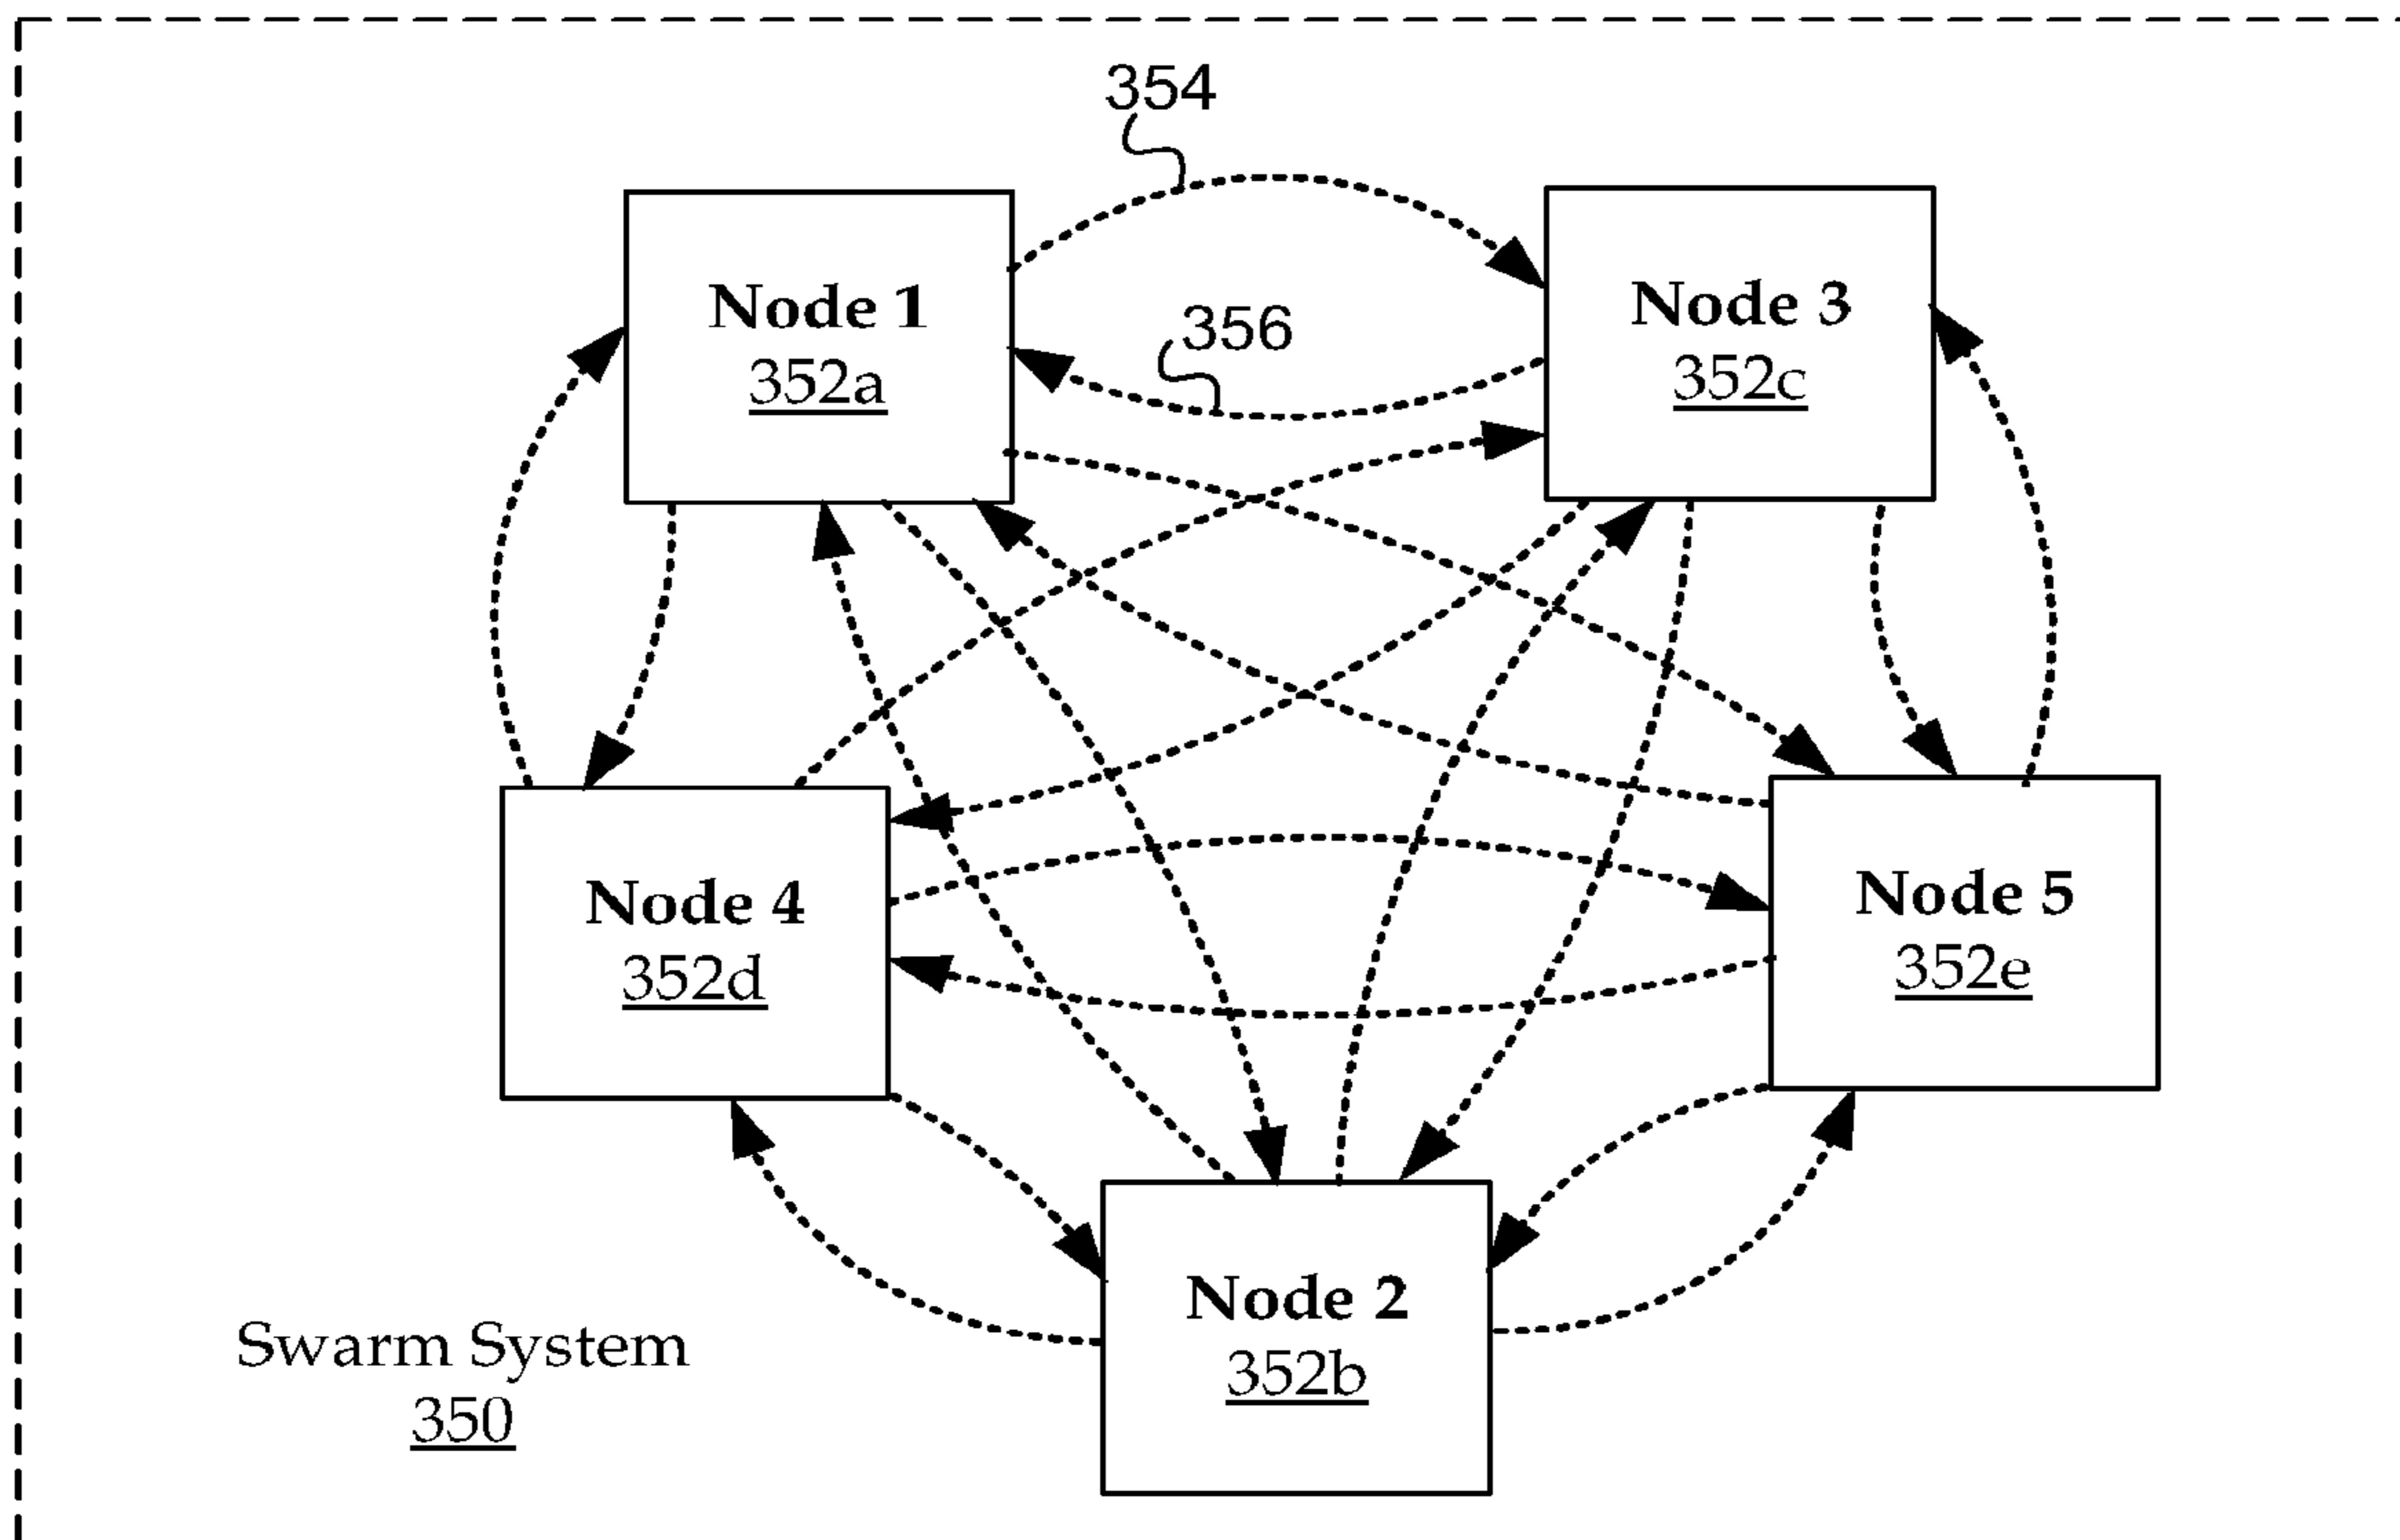 354
Node 1
352a
356
Node 3
352c
Node 4
352d
Node 5
352e
Node 2
352b
Swarm System
350